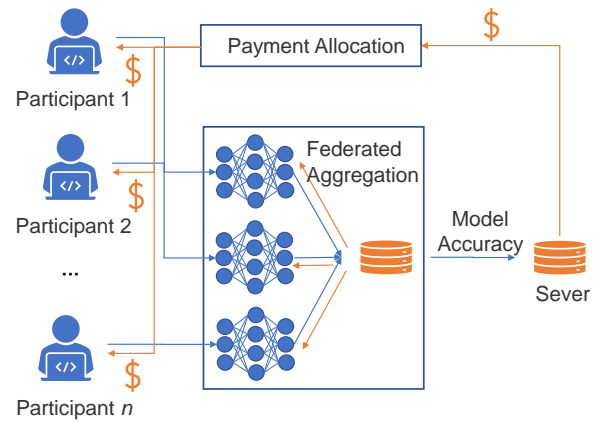 $
Payment Allocation
</>
$
Participant 1
Federated
Aggregation
</>
$
Participant 2
Model
Accuracy
...
Sever
</>
$
Participant n